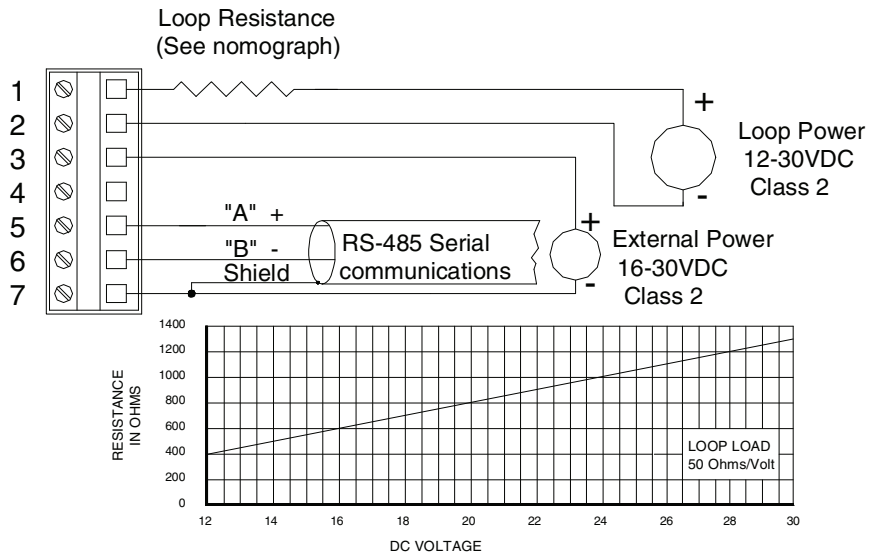 Loop Resistance
(See nomograph)
1
2
3
4
5
6
7
+
-
Loop Power
12-30VDC
Class 2
"A" +
"B" -
Shield
RS-485 Serial
communications
+
-
External Power
16-30VDC
Class 2
RESISTANCE
IN OHMS
1400
1200
1000
800
600
400
200
0
LOOP LOAD
50 Ohms/Volt
12 14 16 18 20 22 24 26 28 30
DC VOLTAGE